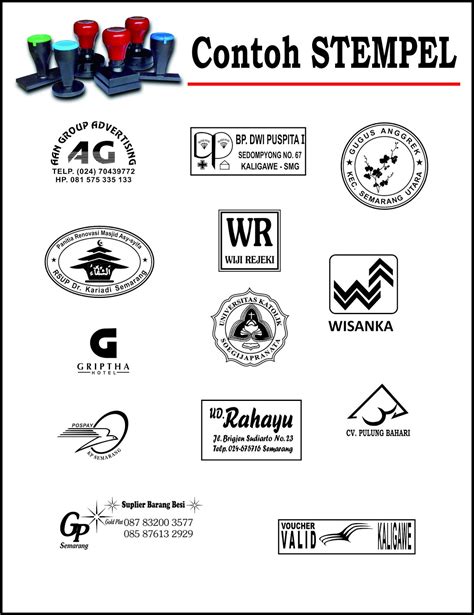 Contoh STEMPEL
AAN GROUP ADVERTISING
AG
TELP. (024) 70439772
HP. 081 575 335 133
BP. DWI PUSPITA I
SEDOMPYONG NO. 67
KALIGAWE - SMG
GUGUS ANGGREK
KEC. SEMARANG UTARA
Panitia Renovasi Masjid Asy-syifa
RSUP Dr. Kariadi Semarang
WR
WIJI REJEKI
UNIVERSITAS KATOLIK
SOEGIJAPRANATA
WISANKA
G
GRIPTHA
HOTEL
POSPAY
KP SEMARANG
UD. Rahayu
Jl. Brigjen Sudiarto No. 23
Telp. 024-675716 Semarang
CV. PULUNG BAHARI
Suplier Barang Besi
GP
Gold Plat
Semarang
087 83200 3577
085 87613 2929
VOUCHER
VALID
KALIGAWE